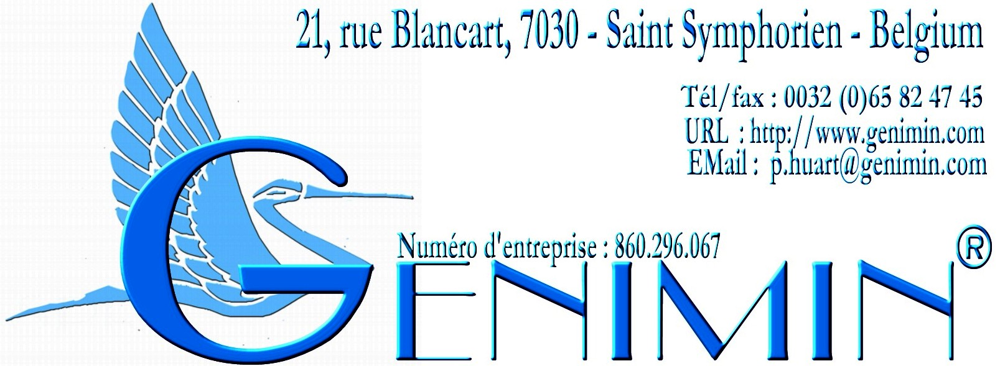 21, rue Blancart, 7030 - Saint Symphorien - Belgium
Tél/fax : 0032 (0)65 82 47 45
URL : http://www.genimin.com
EMail : p.huart@genimin.com
Numéro d'entreprise : 860.296.067
GENIMIN®